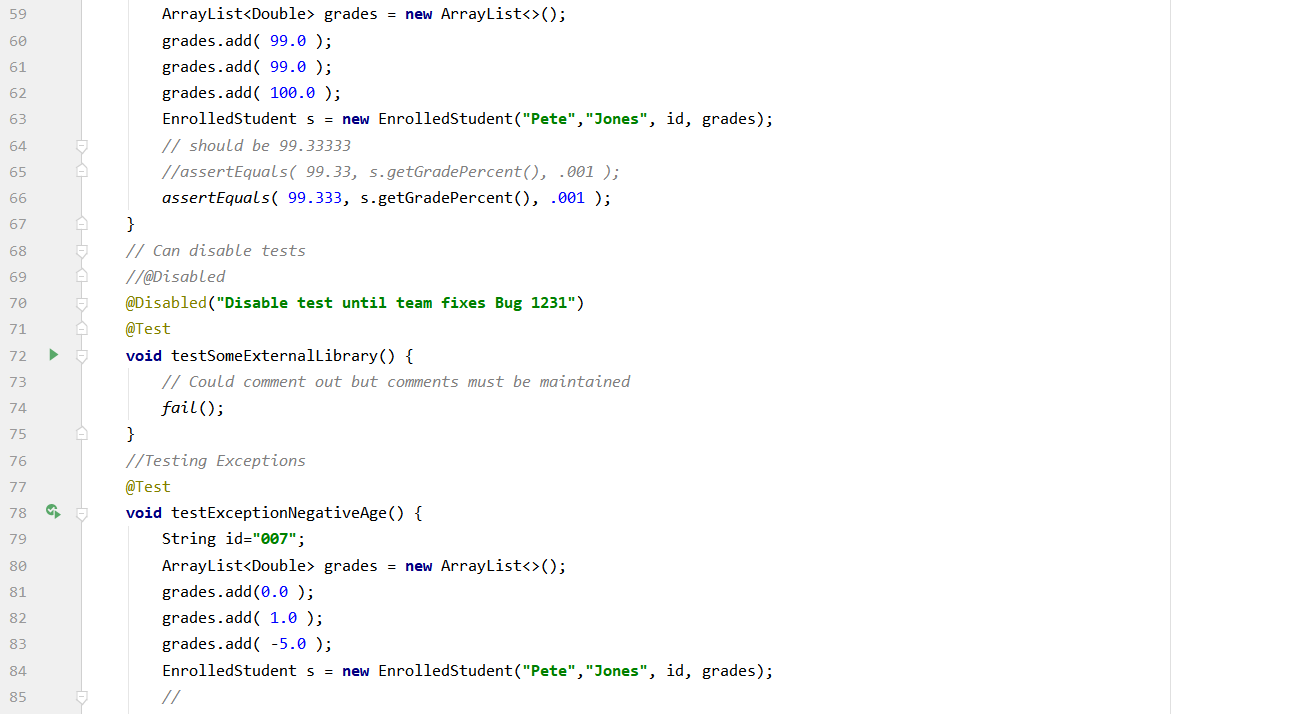 59 ArrayList<Double> grades = new ArrayList<>();
60 grades.add( 99.0 );
61 grades.add( 99.0 );
62 grades.add( 100.0 );
63 EnrolledStudent s = new EnrolledStudent("Pete","Jones", id, grades);
64 // should be 99.33333
65 //assertEquals( 99.33, s.getGradePercent(), .001 );
66 assertEquals( 99.333, s.getGradePercent(), .001 );
67 }
68 // Can disable tests
69 //@Disabled
70 @Disabled("Disable test until team fixes Bug 1231")
71 @Test
72 void testSomeExternalLibrary() {
73 // Could comment out but comments must be maintained
74 fail();
75 }
76 //Testing Exceptions
77 @Test
78 void testExceptionNegativeAge() {
79 String id="007";
80 ArrayList<Double> grades = new ArrayList<>();
81 grades.add(0.0 );
82 grades.add( 1.0 );
83 grades.add( -5.0 );
84 EnrolledStudent s = new EnrolledStudent("Pete","Jones", id, grades);
85 //